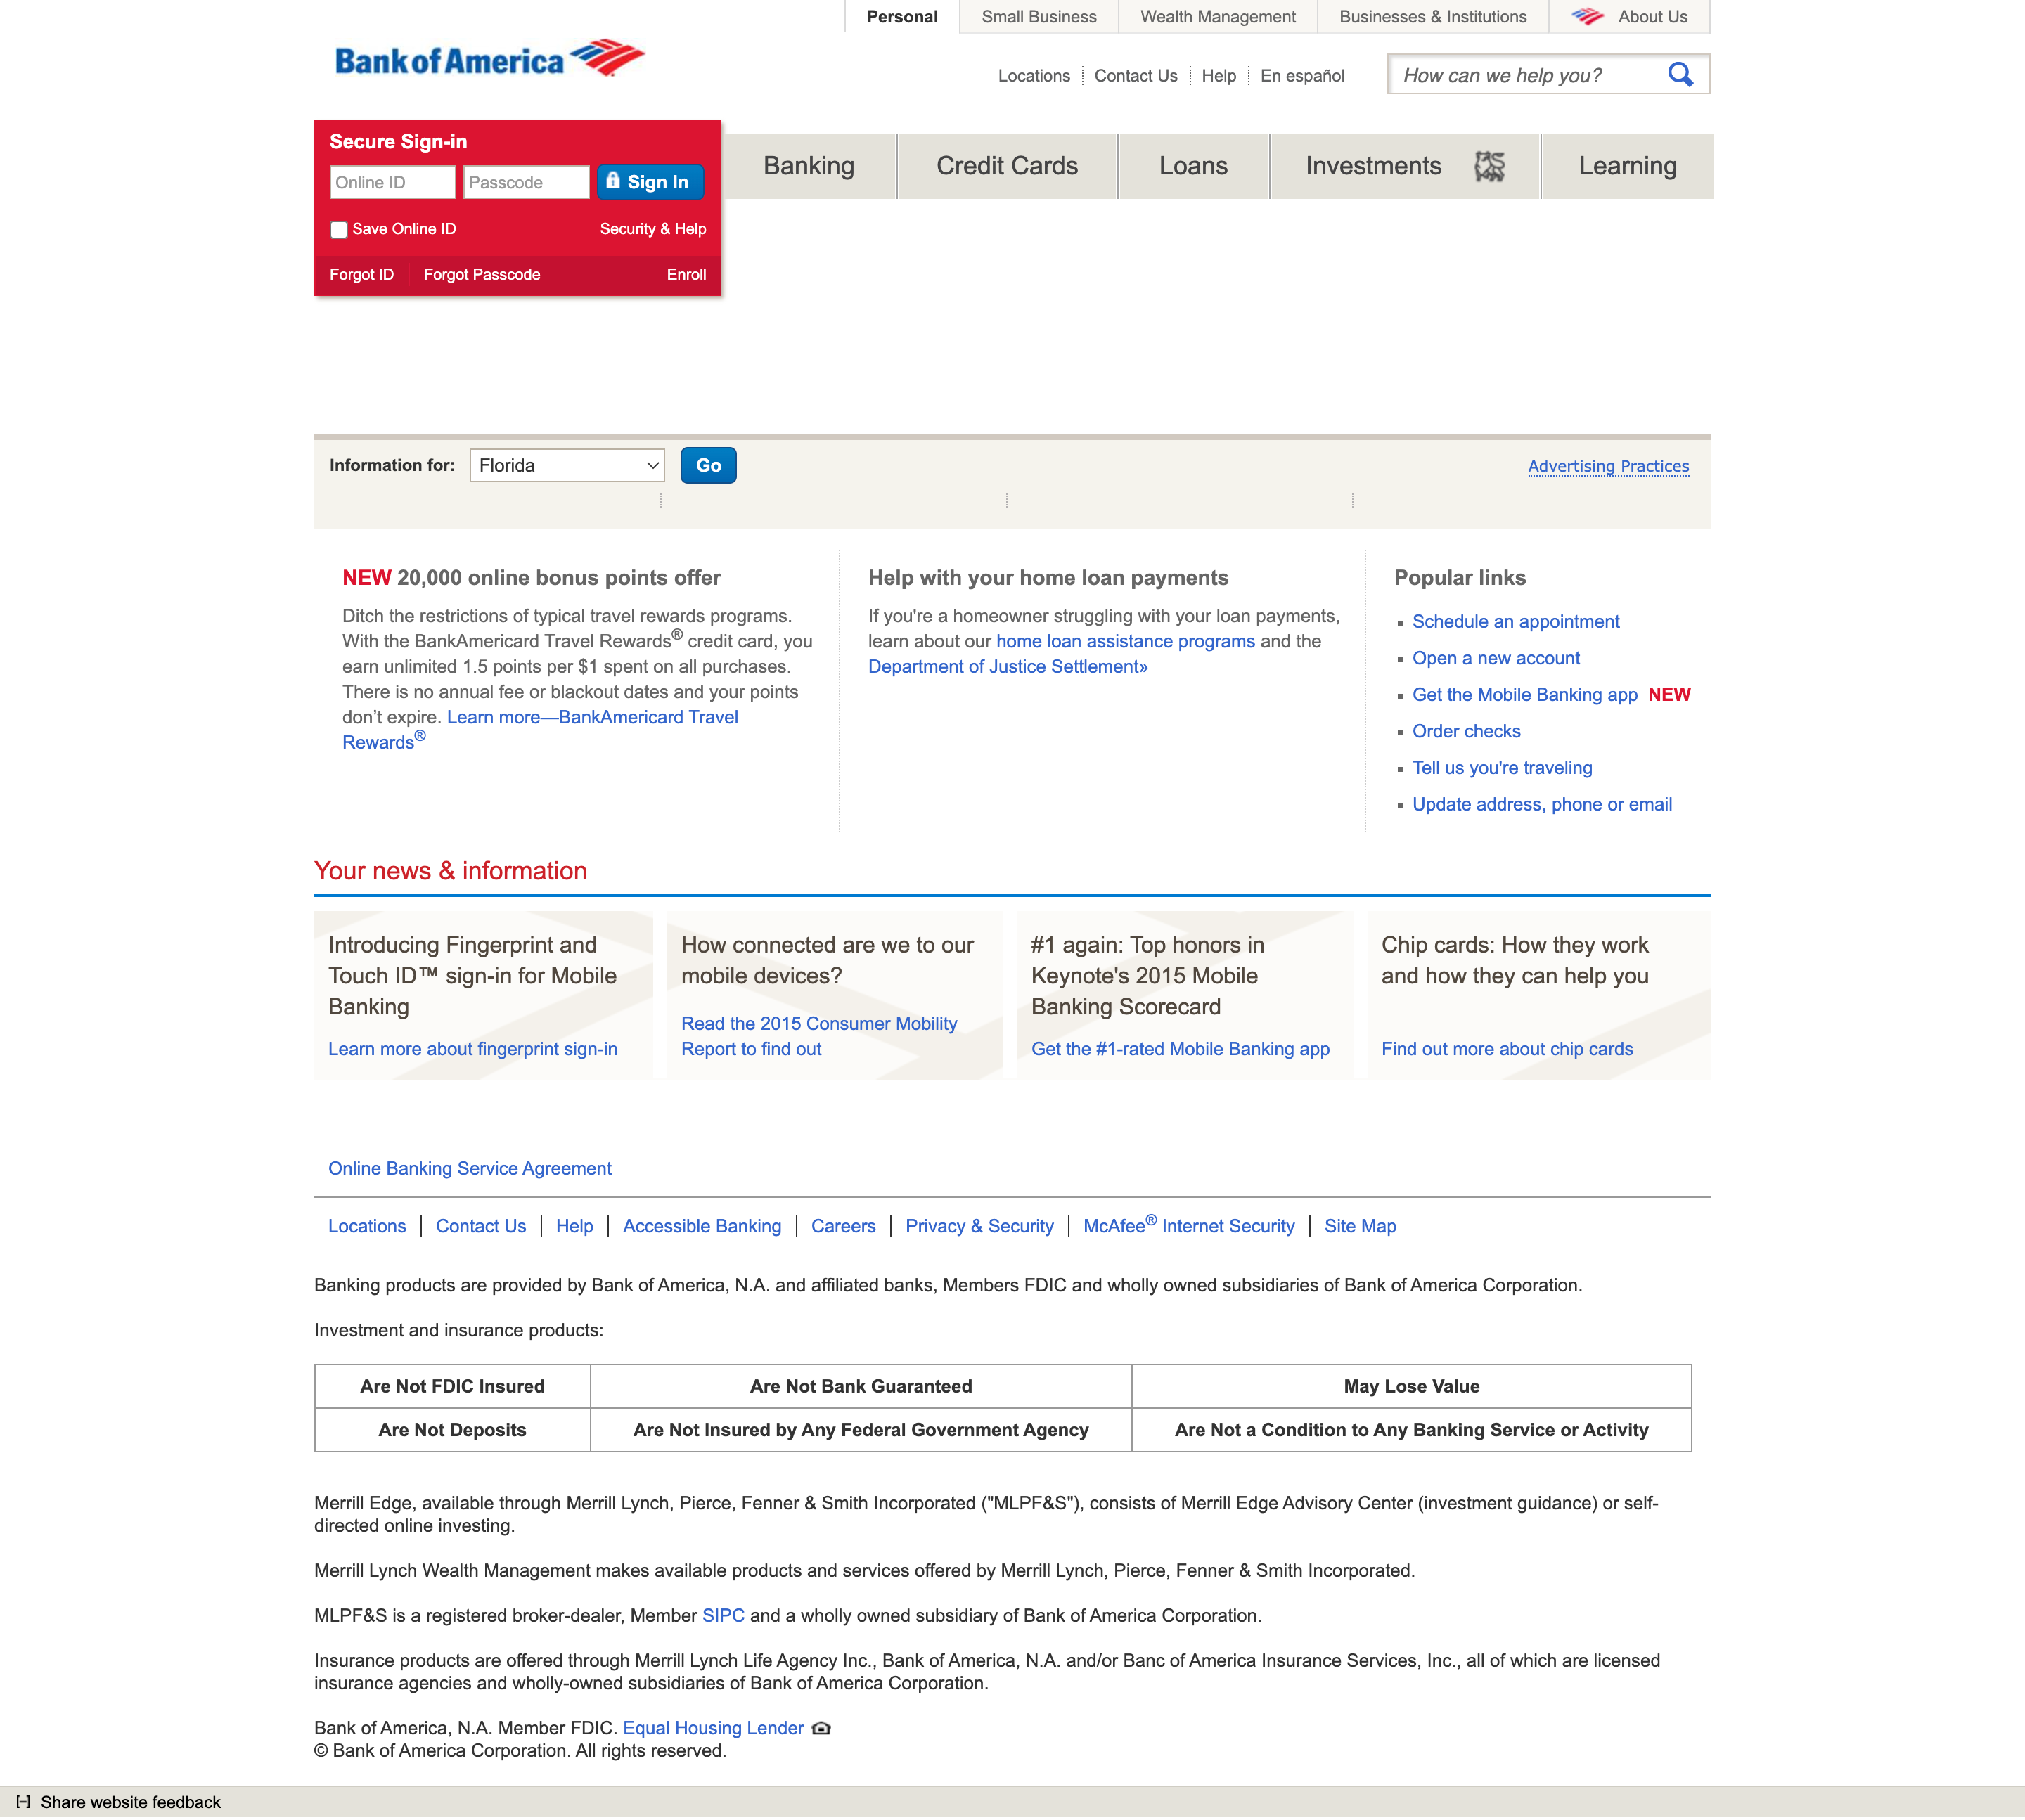 Personal
Small Business
Wealth Management
Businesses & Institutions
About Us
Bank of America
Locations
Contact Us
Help
En español
How can we help you?
Secure Sign-in
Online ID
Passcode
Sign In
Save Online ID
Security & Help
Forgot ID
Forgot Passcode
Enroll
Banking
Credit Cards
Loans
Investments
Learning
Information for:
Florida
Go
Advertising Practices
NEW 20,000 online bonus points offer
Ditch the restrictions of typical travel rewards programs.
With the BankAmericard Travel Rewards® credit card, you
earn unlimited 1.5 points per $1 spent on all purchases.
There is no annual fee or blackout dates and your points
don’t expire. Learn more—BankAmericard Travel
Rewards®
Help with your home loan payments
If you're a homeowner struggling with your loan payments,
learn about our home loan assistance programs and the
Department of Justice Settlement»
Popular links
Schedule an appointment
Open a new account
Get the Mobile Banking app NEW
Order checks
Tell us you're traveling
Update address, phone or email
Your news & information
Introducing Fingerprint and
Touch ID™ sign-in for Mobile
Banking
Learn more about fingerprint sign-in
How connected are we to our
mobile devices?
Read the 2015 Consumer Mobility
Report to find out
#1 again: Top honors in
Keynote's 2015 Mobile
Banking Scorecard
Get the #1-rated Mobile Banking app
Chip cards: How they work
and how they can help you
Find out more about chip cards
Online Banking Service Agreement
Locations
Contact Us
Help
Accessible Banking
Careers
Privacy & Security
McAfee® Internet Security
Site Map
Banking products are provided by Bank of America, N.A. and affiliated banks, Members FDIC and wholly owned subsidiaries of Bank of America Corporation.
Investment and insurance products:
Are Not FDIC Insured
Are Not Bank Guaranteed
May Lose Value
Are Not Deposits
Are Not Insured by Any Federal Government Agency
Are Not a Condition to Any Banking Service or Activity
Merrill Edge, available through Merrill Lynch, Pierce, Fenner & Smith Incorporated ("MLPF&S"), consists of Merrill Edge Advisory Center (investment guidance) or self-
directed online investing.
Merrill Lynch Wealth Management makes available products and services offered by Merrill Lynch, Pierce, Fenner & Smith Incorporated.
MLPF&S is a registered broker-dealer, Member SIPC and a wholly owned subsidiary of Bank of America Corporation.
Insurance products are offered through Merrill Lynch Life Agency Inc., Bank of America, N.A. and/or Banc of America Insurance Services, Inc., all of which are licensed
insurance agencies and wholly-owned subsidiaries of Bank of America Corporation.
Bank of America, N.A. Member FDIC. Equal Housing Lender
© Bank of America Corporation. All rights reserved.
[-] Share website feedback